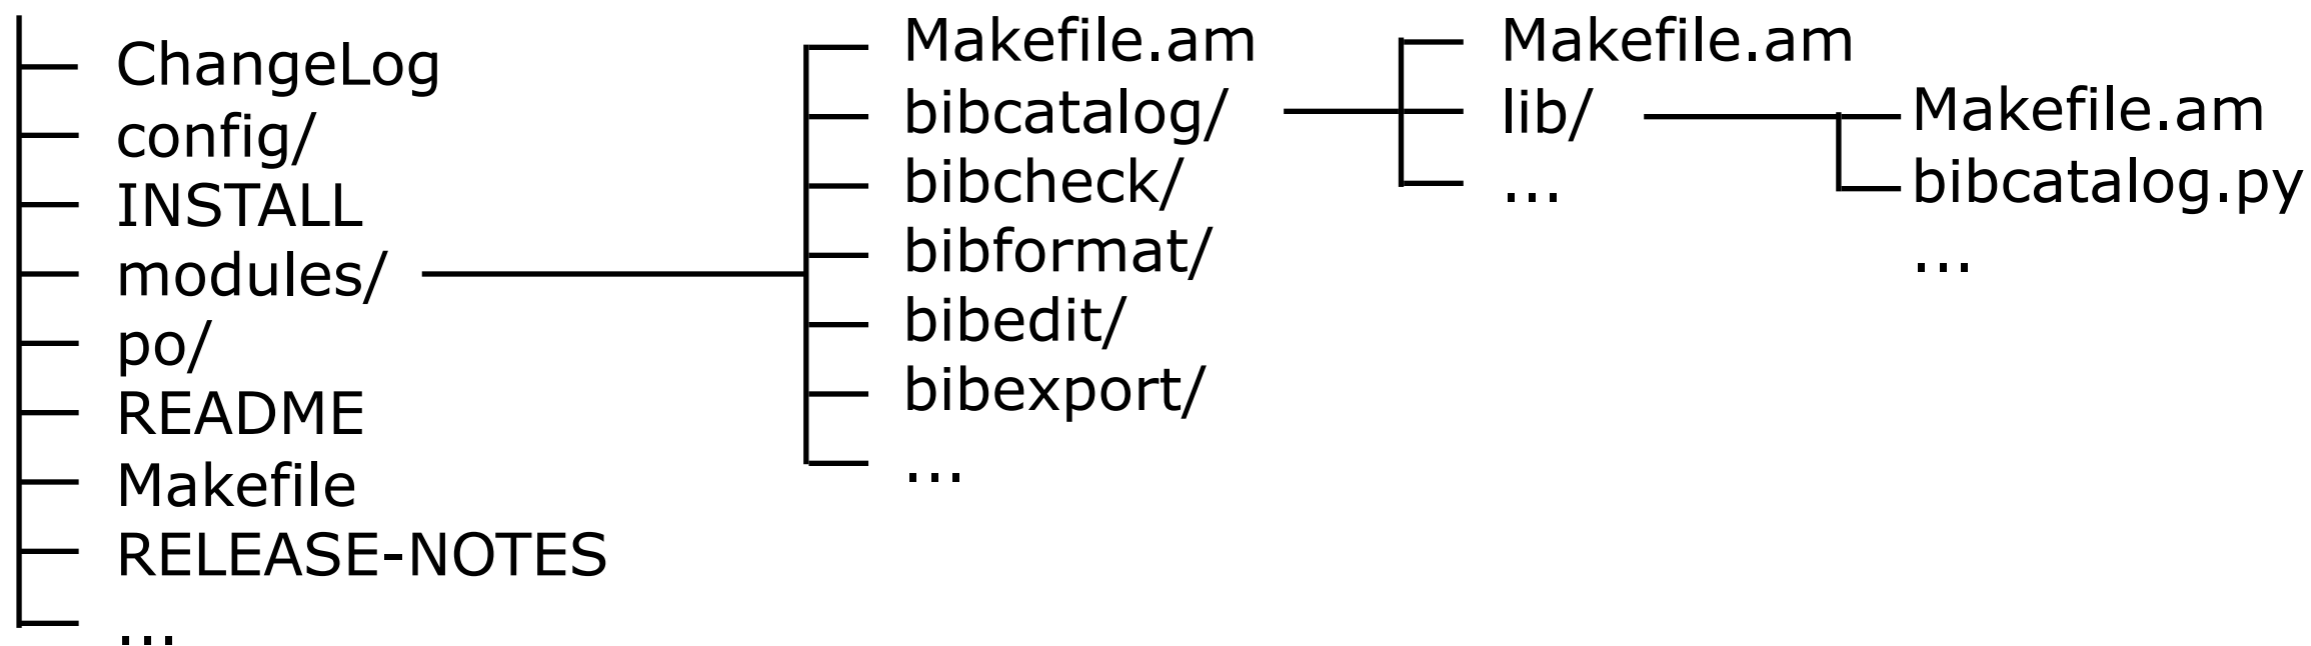 ChangeLog
config/
INSTALL
modules/
po/
README
Makefile
RELEASE-NOTES
...
Makefile.am
bibcatalog/
bibcheck/
bibformat/
bibedit/
bibexport/
...
Makefile.am
lib/
...
Makefile.am
bibcatalog.py
...